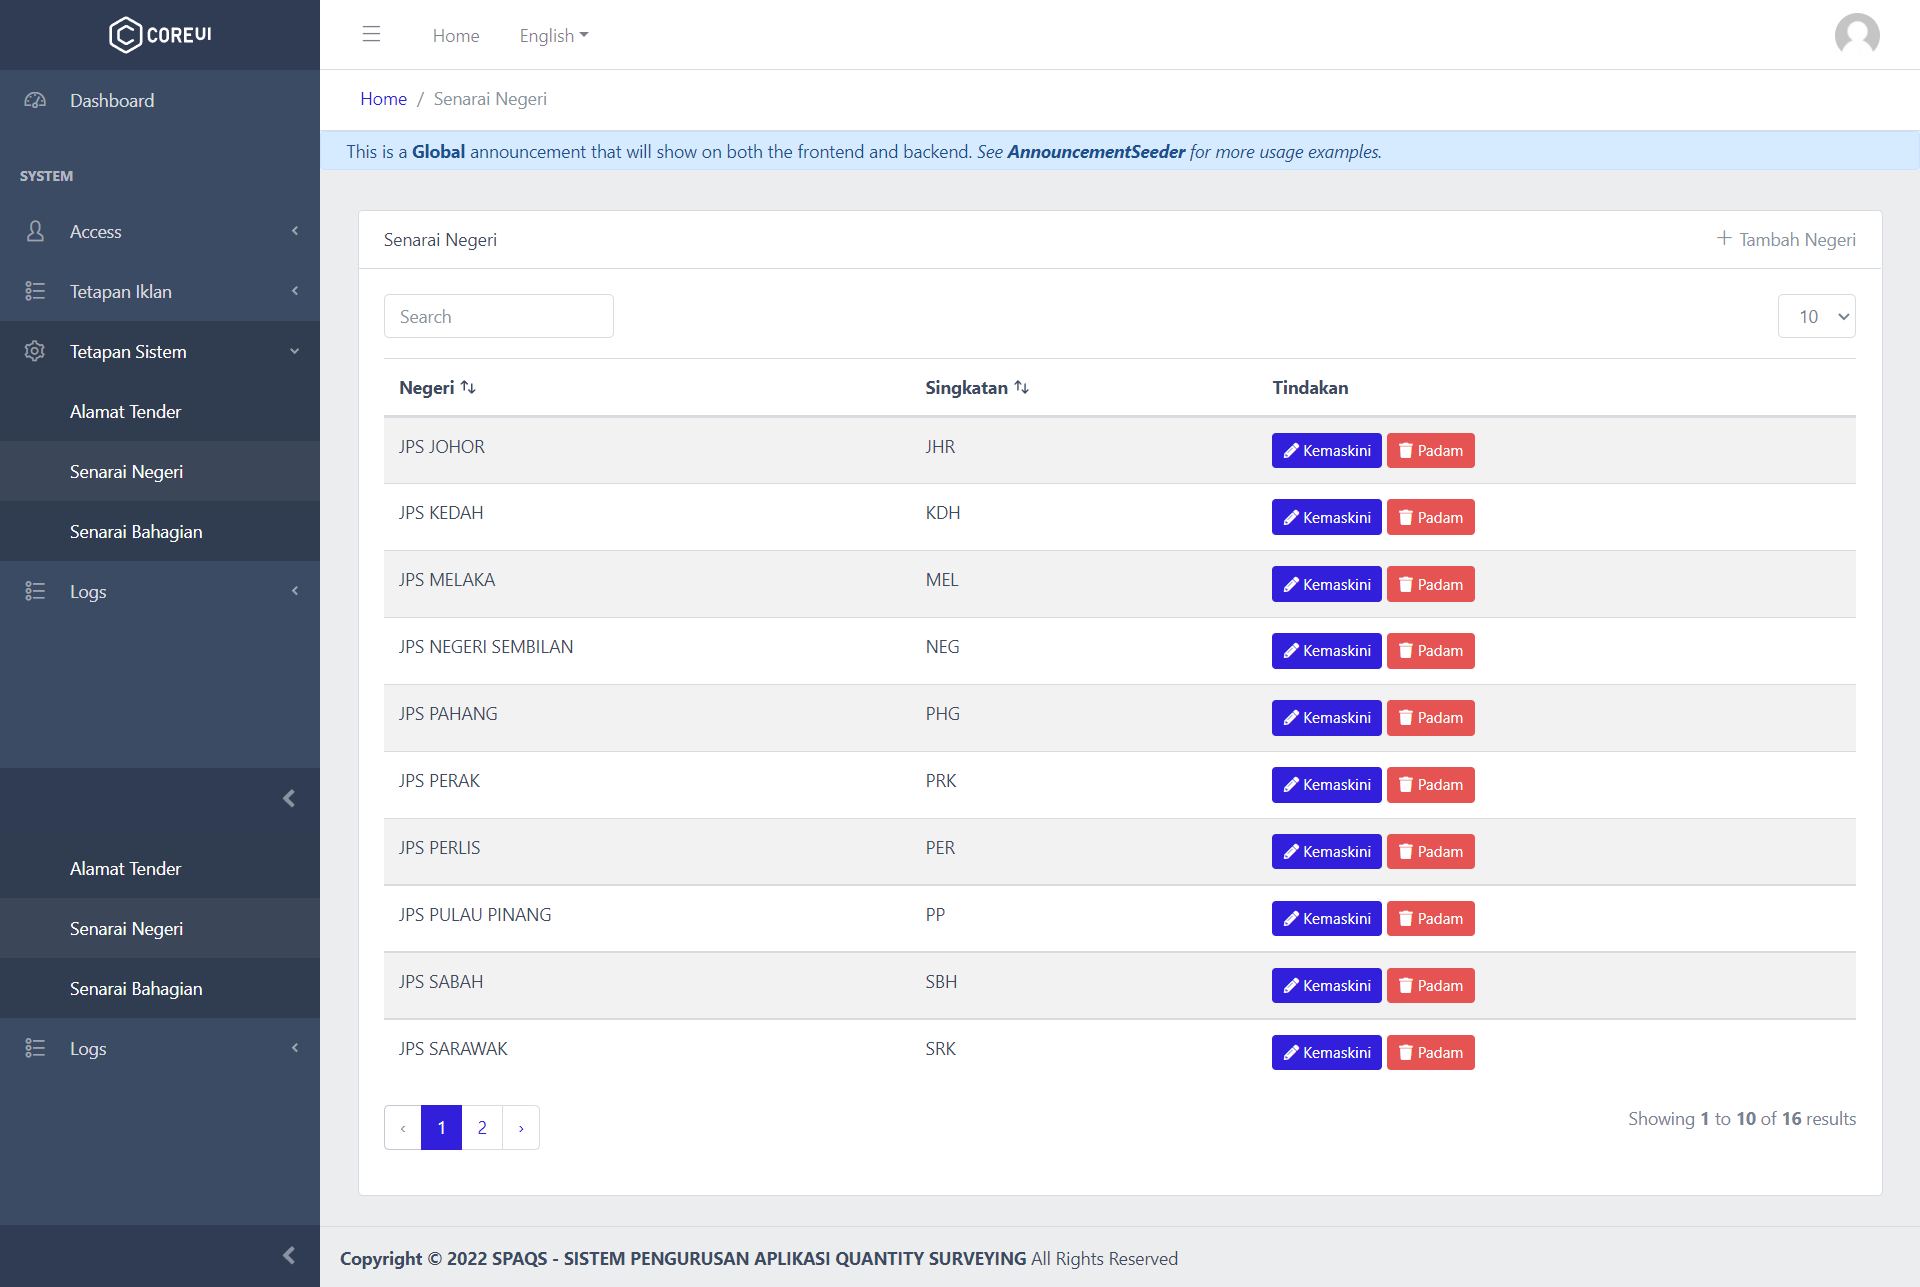 COREUI
Home
English
Dashboard
Home / Senarai Negeri
This is a Global announcement that will show on both the frontend and backend. See AnnouncementSeeder for more usage examples.
SYSTEM
Access
Tetapan Iklan
Tetapan Sistem
Alamat Tender
Senarai Negeri
Senarai Bahagian
Logs
Alamat Tender
Senarai Negeri
Senarai Bahagian
Logs
Senarai Negeri
+ Tambah Negeri
Search
10
Negeri Singkatan Tindakan
JPS JOHOR JHR Kemaskini Padam
JPS KEDAH KDH Kemaskini Padam
JPS MELAKA MEL Kemaskini Padam
JPS NEGERI SEMBILAN NEG Kemaskini Padam
JPS PAHANG PHG Kemaskini Padam
JPS PERAK PRK Kemaskini Padam
JPS PERLIS PER Kemaskini Padam
JPS PULAU PINANG PP Kemaskini Padam
JPS SABAH SBH Kemaskini Padam
JPS SARAWAK SRK Kemaskini Padam
‹ 1 2 ›
Showing 1 to 10 of 16 results
Copyright © 2022 SPAQS - SISTEM PENGURUSAN APLIKASI QUANTITY SURVEYING All Rights Reserved